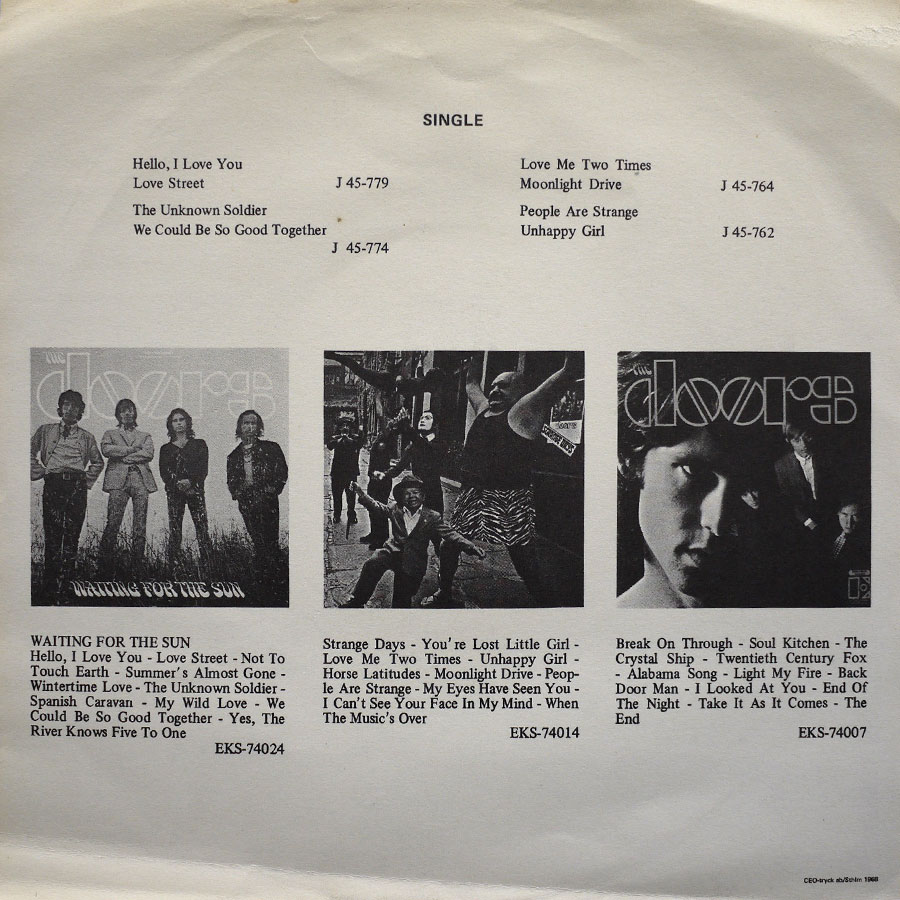 SINGLE
Hello, I Love You
Love Street J 45-779
The Unknown Soldier
We Could Be So Good Together
J 45-774
Love Me Two Times
Moonlight Drive J 45-764
People Are Strange
Unhappy Girl J 45-762
THE
doors
WAITING FOR THE SUN
THE
doors
WAITING FOR THE SUN
Hello, I Love You - Love Street - Not To
Touch Earth - Summer's Almost Gone -
Wintertime Love - The Unknown Soldier -
Spanish Caravan - My Wild Love - We
Could Be So Good Together - Yes, The
River Knows Five To One
EKS-74024
Strange Days - You're Lost Little Girl -
Love Me Two Times - Unhappy Girl -
Horse Latitudes - Moonlight Drive - Peop-
le Are Strange - My Eyes Have Seen You -
I Can't See Your Face In My Mind - When
The Music's Over
EKS-74014
Break On Through - Soul Kitchen - The
Crystal Ship - Twentieth Century Fox
- Alabama Song - Light My Fire - Back
Door Man - I Looked At You - End Of
The Night - Take It As It Comes - The
End
EKS-74007
CEO-tryck ab/Sthlm 1968